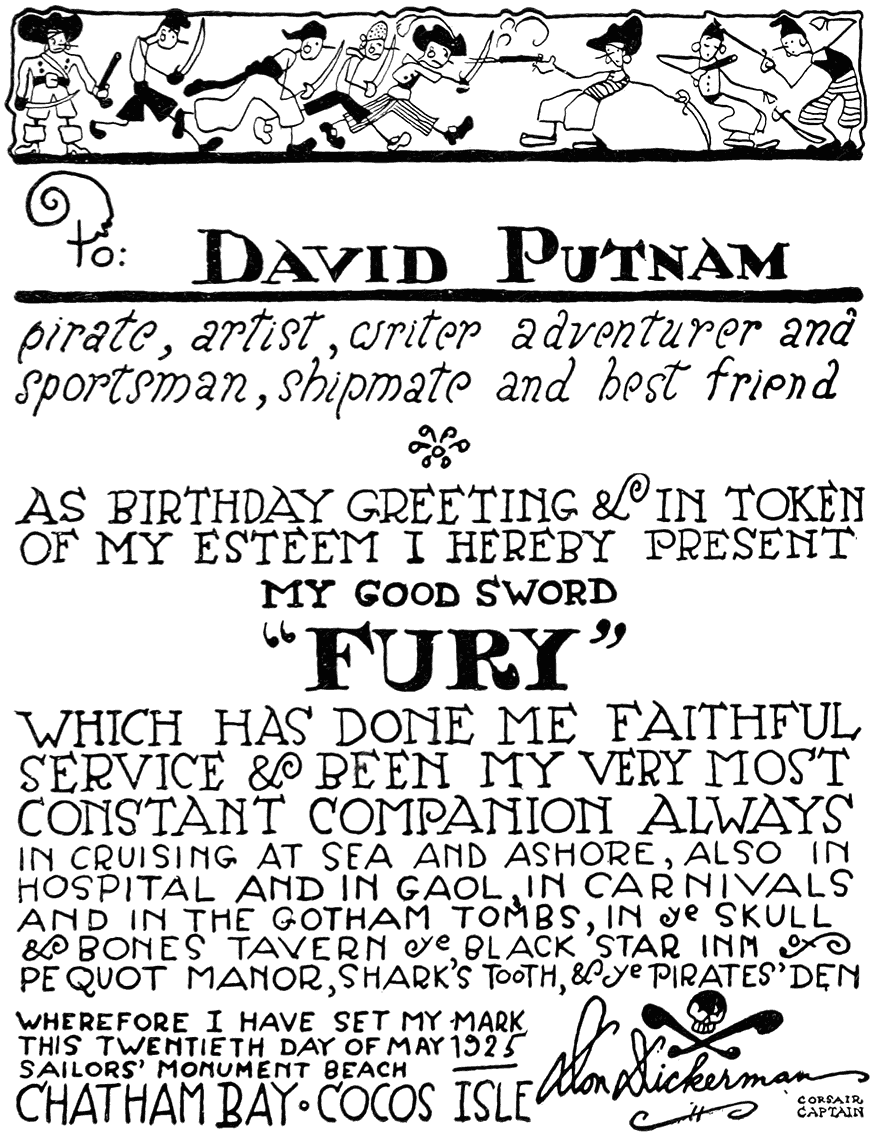 To: DAVID PUTNAM
pirate, artist, writer adventurer and
sportsman, shipmate and best friend
AS BIRTHDAY GREETING & IN TOKEN
OF MY ESTEEM I HEREBY PRESENT
MY GOOD SWORD
"FURY"
WHICH HAS DONE ME FAITHFUL
SERVICE & BEEN MY VERY MOST
CONSTANT COMPANION ALWAYS
IN CRUISING AT SEA AND ASHORE, ALSO IN
HOSPITAL AND IN GAOL, IN CARNIVALS
AND IN THE GOTHAM TOMBS, IN ye SKULL
& BONES TAVERN ye BLACK STAR INN
PEQUOT MANOR, SHARK'S TOOTH, & ye PIRATES' DEN
WHEREFORE I HAVE SET MY MARK
THIS TWENTIETH DAY OF MAY 1925
SAILORS' MONUMENT BEACH
CHATHAM BAY · COCOS ISLE
Don Dickerman
CORSAIR
CAPTAIN